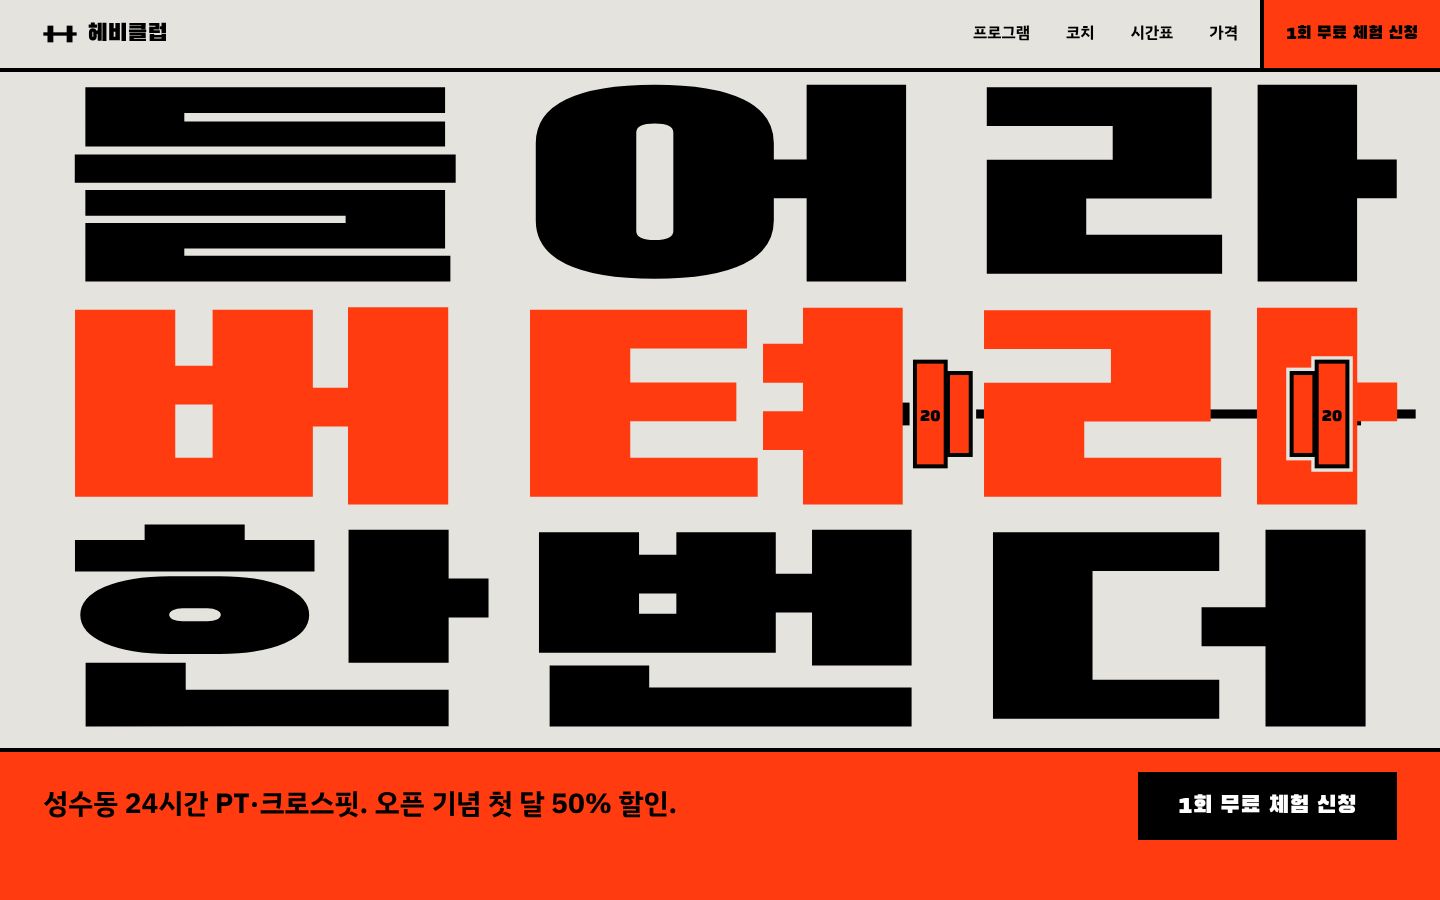 헤비클럽
프로그램
코치
시간표
가격
1회 무료 체험 신청
들어라
버텨라
20
20
한번더
성수동 24시간 PT·크로스핏. 오픈 기념 첫 달 50% 할인.
1회 무료 체험 신청